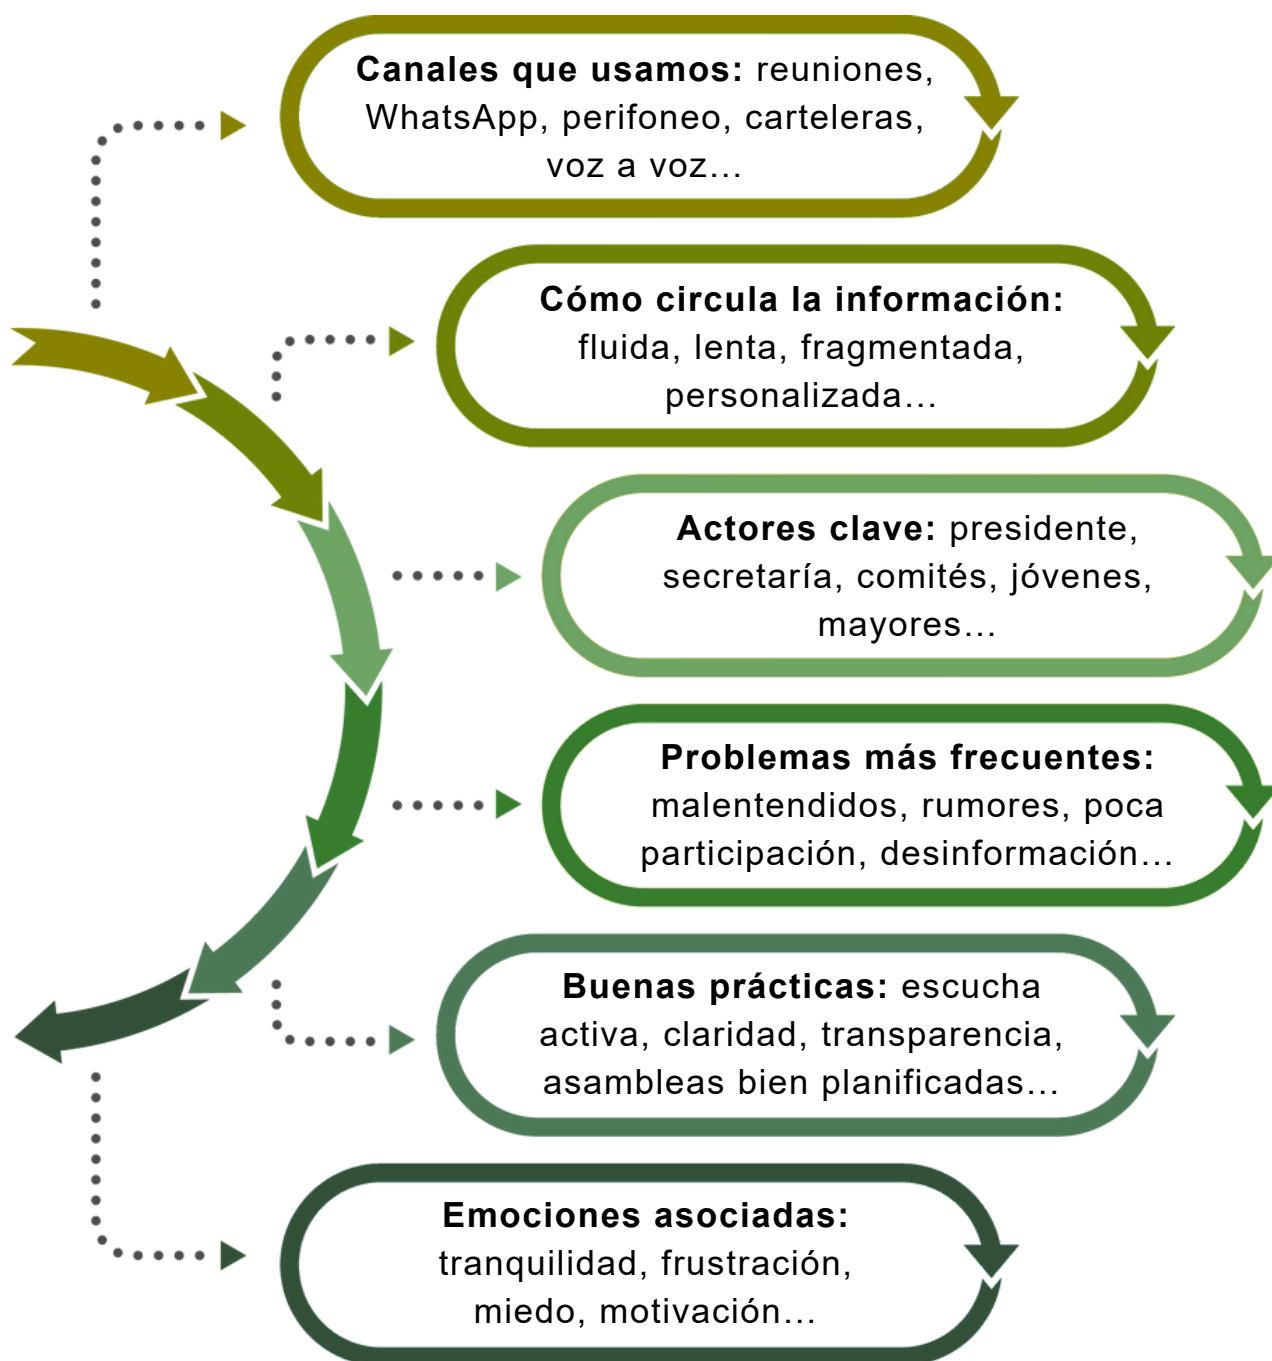 Canales que usamos: reuniones,
WhatsApp, perifoneo, carteleras,
voz a voz...
Cómo circula la información:
fluida, lenta, fragmentada,
personalizada...
Actores clave: presidente,
secretaría, comités, jóvenes,
mayores...
Problemas más frecuentes:
malentendidos, rumores, poca
participación, desinformación...
Buenas prácticas: escucha
activa, claridad, transparencia,
asambleas bien planificadas...
Emociones asociadas:
tranquilidad, frustración,
miedo, motivación...